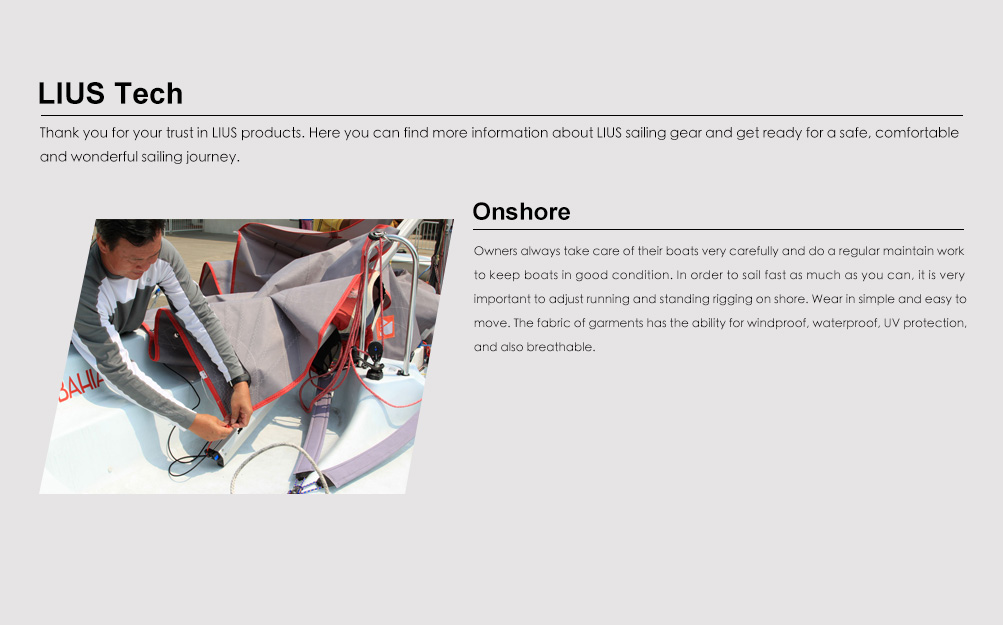 LIUS Tech
Thank you for your trust in LIUS products. Here you can find more information about LIUS sailing gear and get ready for a safe, comfortable
and wonderful sailing journey.
Onshore
Owners always take care of their boats very carefully and do a regular maintain work
to keep boats in good condition. In order to sail fast as much as you can, it is very
important to adjust running and standing rigging on shore. Wear in simple and easy to
move. The fabric of garments has the ability for windproof, waterproof, UV protection,
and also breathable.
BAHIA